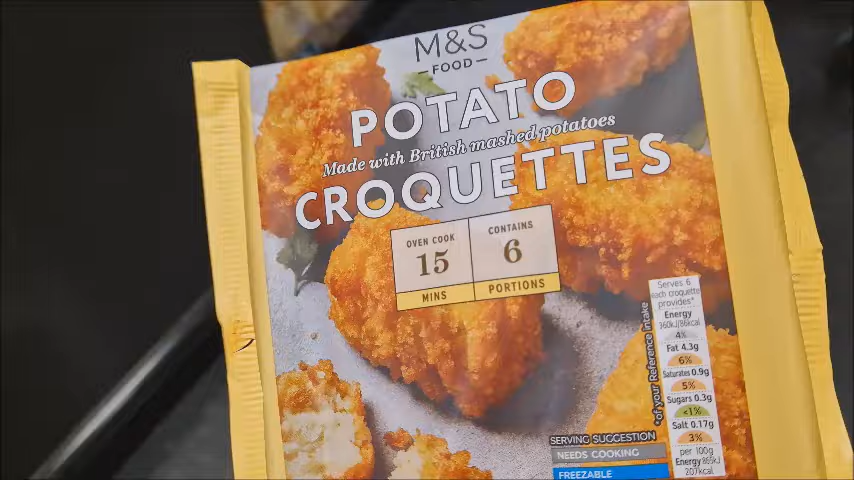 M&S
FOOD
POTATO
Made with British mashed potatoes
CROQUETTES
OVEN COOK
15
MINS
CONTAINS
6
PORTIONS
Serves 6
each croquette
provides*
Energy
360kJ/86kcal
4%
Fat 4.3g
6%
Saturates 0.9g
5%
Sugars 0.3g
<1%
Salt 0.17g
3%
per 100g
Energy 865kJ
207kcal
*of your Reference intake
SERVING SUGGESTION
NEEDS COOKING
FREEZABLE